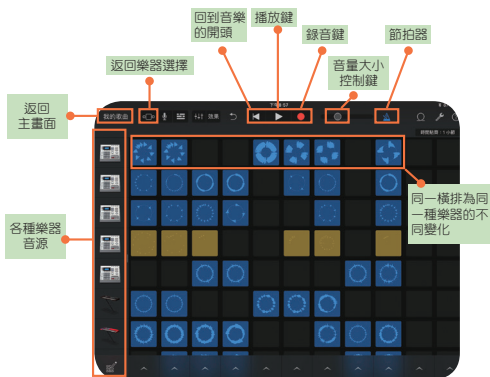 回到音樂
的開頭
播放鍵
錄音鍵
節拍器
返回樂器選擇
音量大小
控制鍵
返回
主畫面
我的歌曲
效果
同一橫排為同
一種樂器的不
同變化
各種樂器
音源